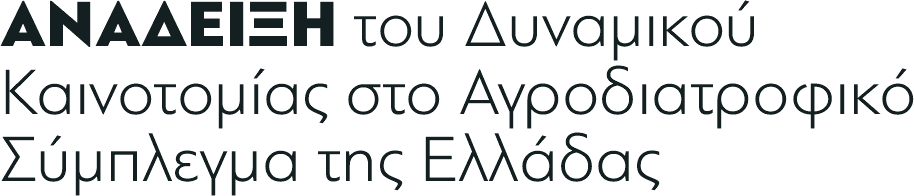 ΑΝΑΔΕΙΞΗ του Δυναμικού
Καινοτομίας στο Αγροδιατροφικό
Σύμπλεγμα της Ελλάδας